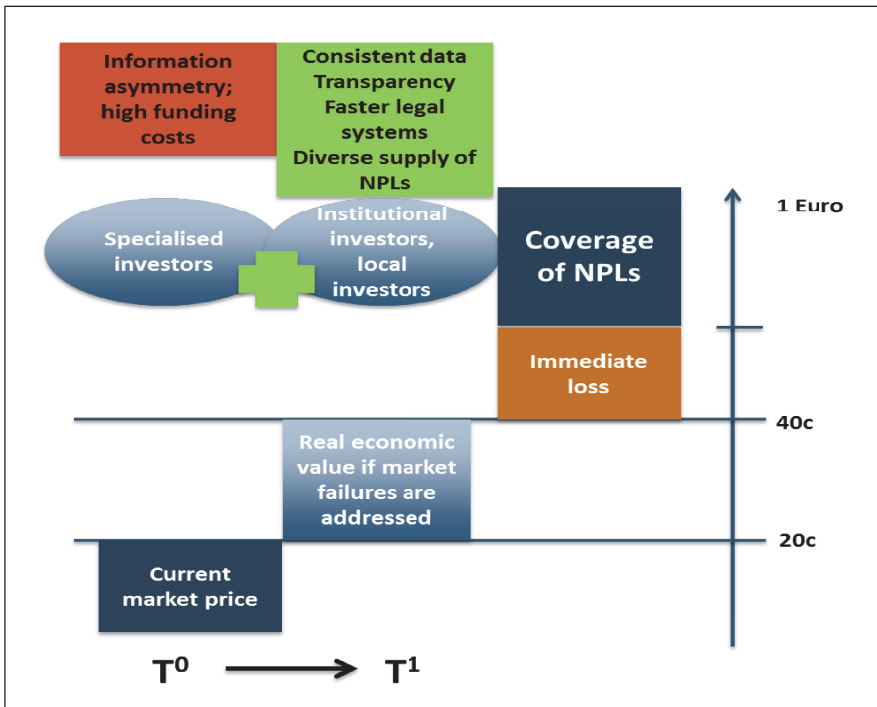 Information
asymmetry;
high funding
costs
Consistent data
Transparency
Faster legal
systems
Diverse supply of
NPLs
Specialised
investors
Institutional
investors,
local
investors
Coverage
of NPLs
1 Euro
Immediate
loss
40c
Real economic
value if market
failures are
addressed
20c
Current
market price
T⁰
T¹